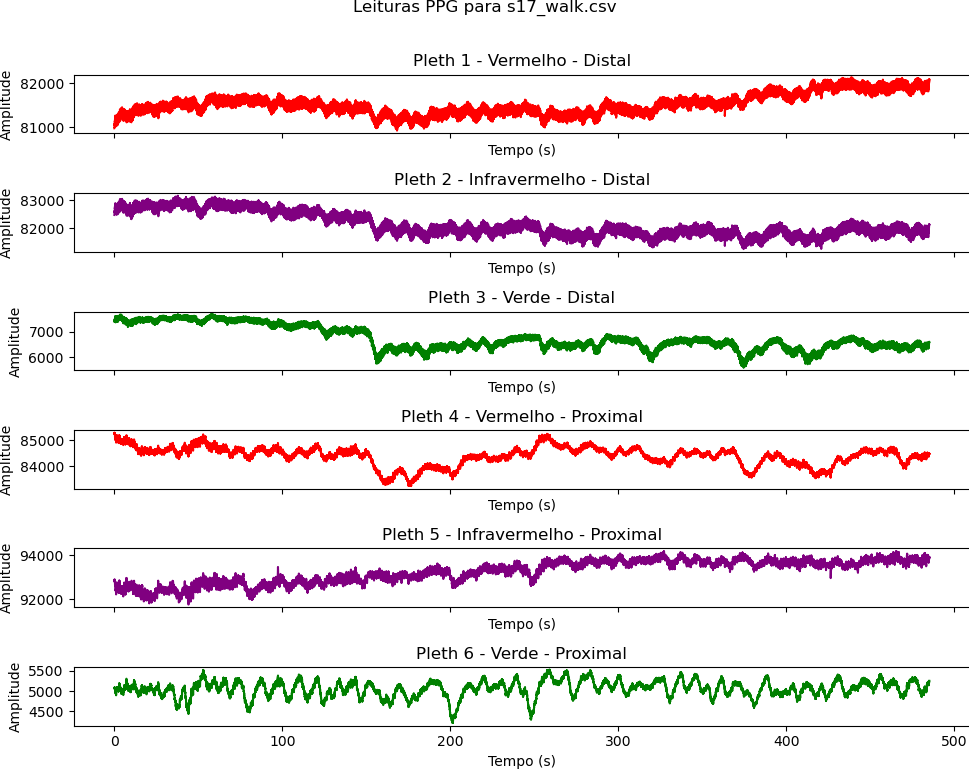 Leituras PPG para s17_walk.csv
Pleth 1 - Vermelho - Distal
82000
81000
Amplitude
Tempo (s)
Pleth 2 - Infravermelho - Distal
83000
82000
Amplitude
Tempo (s)
Pleth 3 - Verde - Distal
7000
6000
Amplitude
Tempo (s)
Pleth 4 - Vermelho - Proximal
85000
84000
Amplitude
Tempo (s)
Pleth 5 - Infravermelho - Proximal
94000
92000
Amplitude
Tempo (s)
Pleth 6 - Verde - Proximal
5500
5000
4500
Amplitude
0 100 200 300 400 500
Tempo (s)